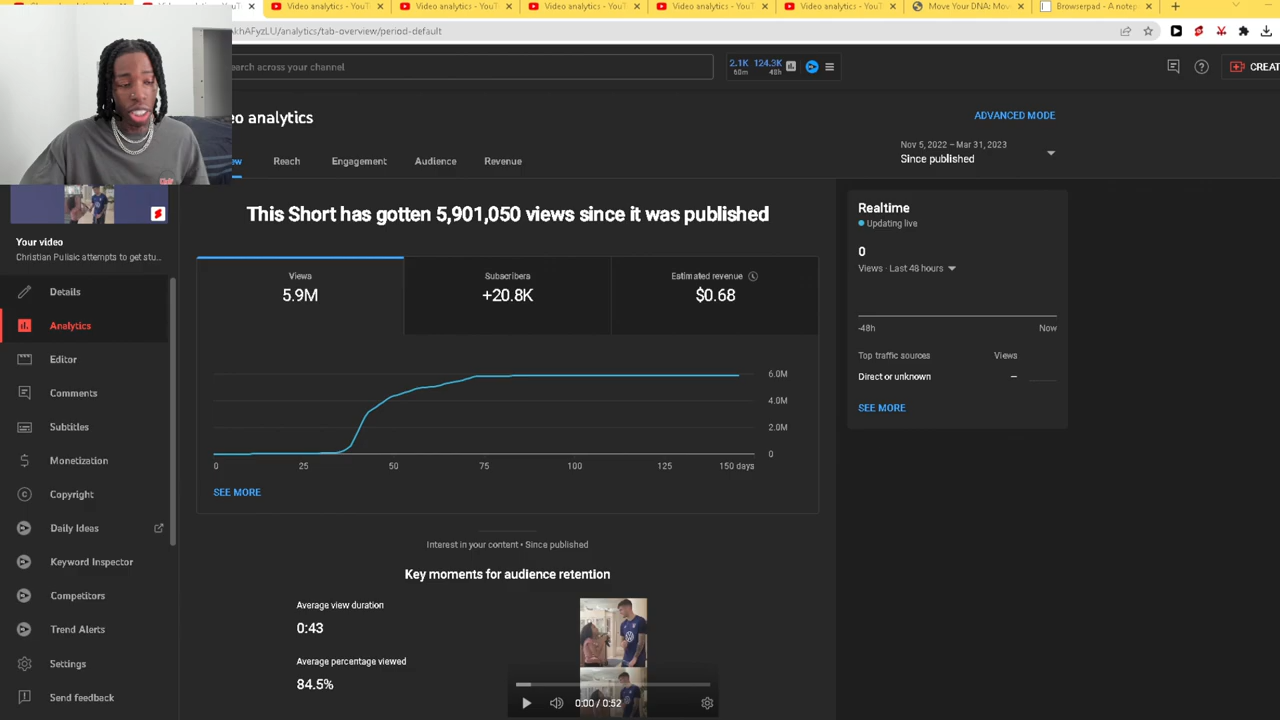 Video analytics - YouT
Video analytics - YouT
Video analytics - YouT
Video analytics - YouT
Video analytics - YouT
Move Your DNA: Mov
Browserpad - A notep
khAFyzLU/analytics/tab-overview/period-default
earch across your channel
2.1K 124.3K
60m 48h
CREAT
eo analytics
ADVANCED MODE
Nov 5, 2022 – Mar 31, 2023
Since published
ew Reach Engagement Audience Revenue
This Short has gotten 5,901,050 views since it was published
Realtime
Updating live
0
Views · Last 48 hours
-48h Now
Top traffic sources Views
Direct or unknown –
SEE MORE
Your video
Christian Pulisic attempts to get stu…
Details
Analytics
Editor
Comments
Subtitles
Monetization
Copyright
Daily Ideas
Keyword Inspector
Competitors
Trend Alerts
Settings
Send feedback
Views
5.9M
Subscribers
+20.8K
Estimated revenue
$0.68
6.0M
4.0M
2.0M
0
0 25 50 75 100 125 150 days
SEE MORE
Interest in your content • Since published
Key moments for audience retention
Average view duration
0:43
Average percentage viewed
84.5%
0:00 / 0:52